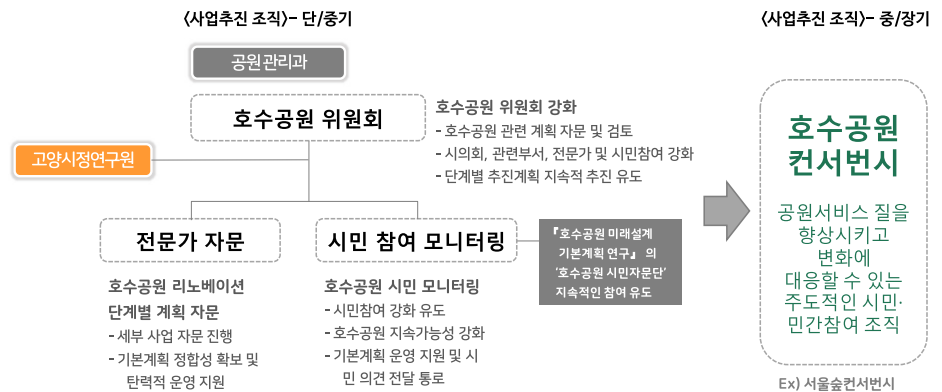 〈사업추진 조직〉- 단/중기
공원관리과
호수공원 위원회
호수공원 위원회 강화
- 호수공원 관련 계획 자문 및 검토
- 시의회, 관련부서, 전문가 및 시민참여 강화
- 단계별 추진계획 지속적 추진 유도
고양시정연구원
전문가 자문
호수공원 리노베이션
단계별 계획 자문
- 세부 사업 자문 진행
- 기본계획 정합성 확보 및
탄력적 운영 지원
시민 참여 모니터링
호수공원 시민 모니터링
- 시민참여 강화 유도
- 호수공원 지속가능성 강화
- 기본계획 운영 지원 및 시
민 의견 전달 통로
『호수공원 미래설계
기본계획 연구』 의
‘호수공원 시민자문단’
지속적인 참여 유도
〈사업추진 조직〉- 중/장기
호수공원
컨서번시
공원서비스 질을
향상시키고
변화에
대응할 수 있는
주도적인 시민·
민간참여 조직
Ex) 서울숲컨서번시